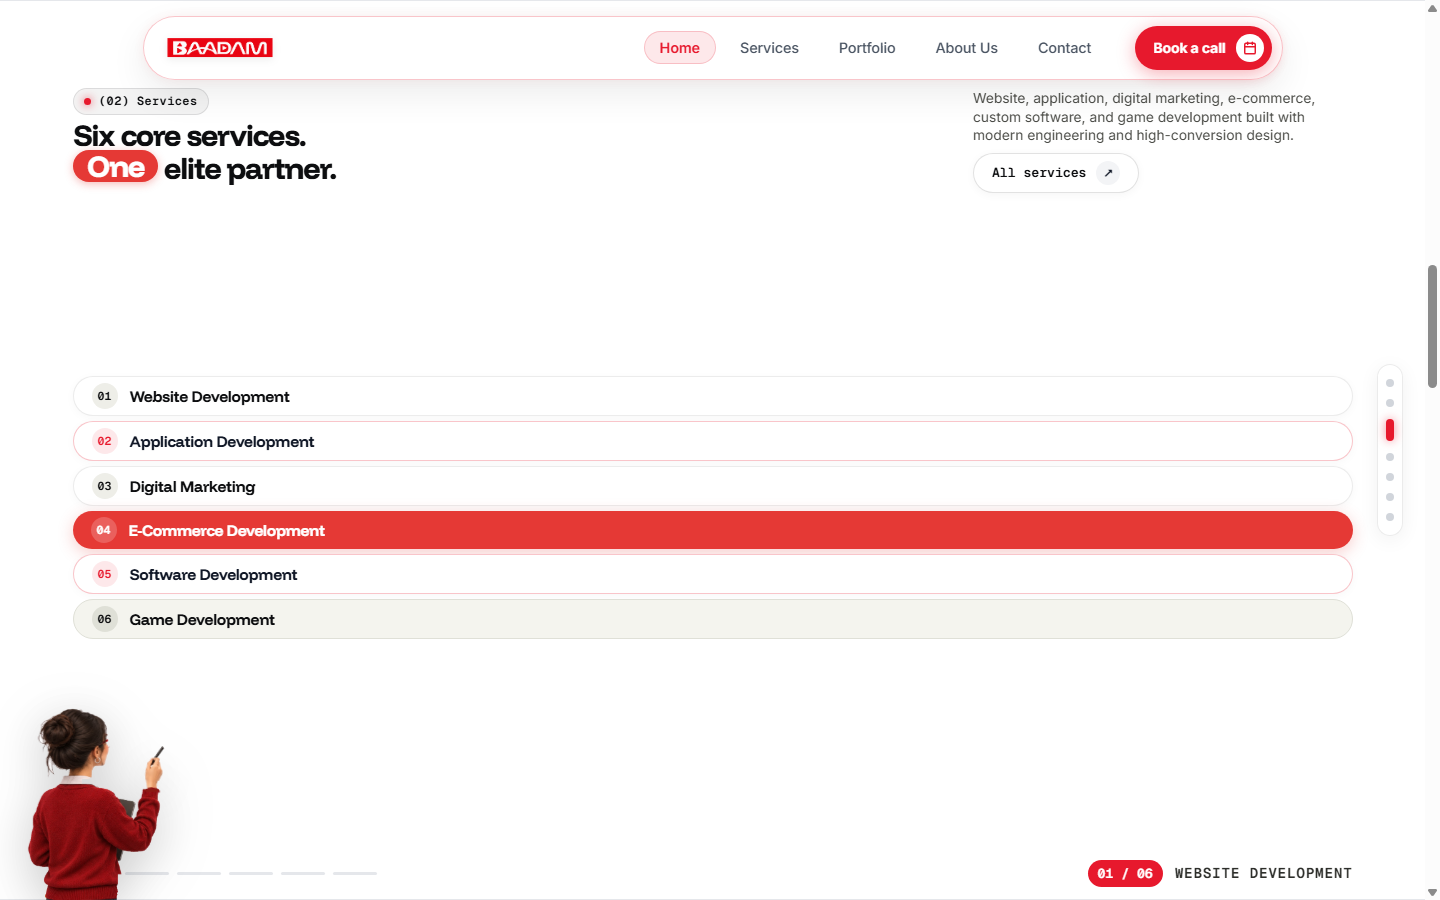 BAADAM
Home
Services
Portfolio
About Us
Contact
Book a call
(02) Services
Six core services.
One elite partner.
Website, application, digital marketing, e-commerce,
custom software, and game development built with
modern engineering and high-conversion design.
All services ↗
01 Website Development
02 Application Development
03 Digital Marketing
04 E-Commerce Development
05 Software Development
06 Game Development
01 / 06 WEBSITE DEVELOPMENT